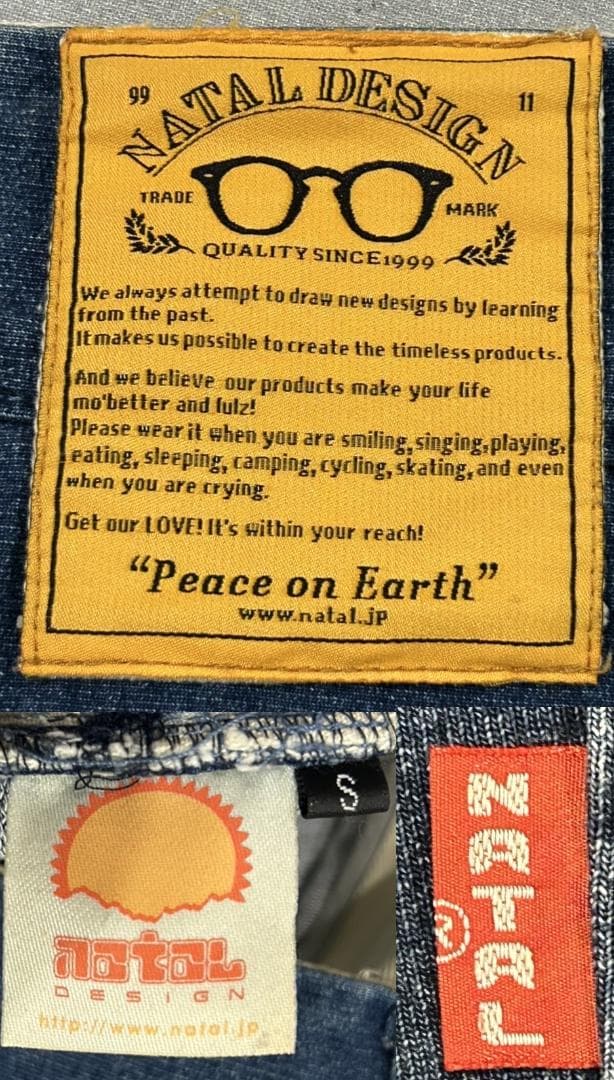 99 NATAL DESIGN 11
TRADE MARK
QUALITY SINCE 1999
We always attempt to draw new designs by learning
from the past.
It makes us possible to create the timeless products.
And we believe our products make your life
mo'better and fulz!
Please wear it when you are smiling, singing, playing,
eating, sleeping, camping, cycling, skating, and even
when you are crying.
Get our LOVE! It's within your reach!
“Peace on Earth”
www.natal.jp
S
natal
DESIGN
http://www.natal.jp
NATAL
®